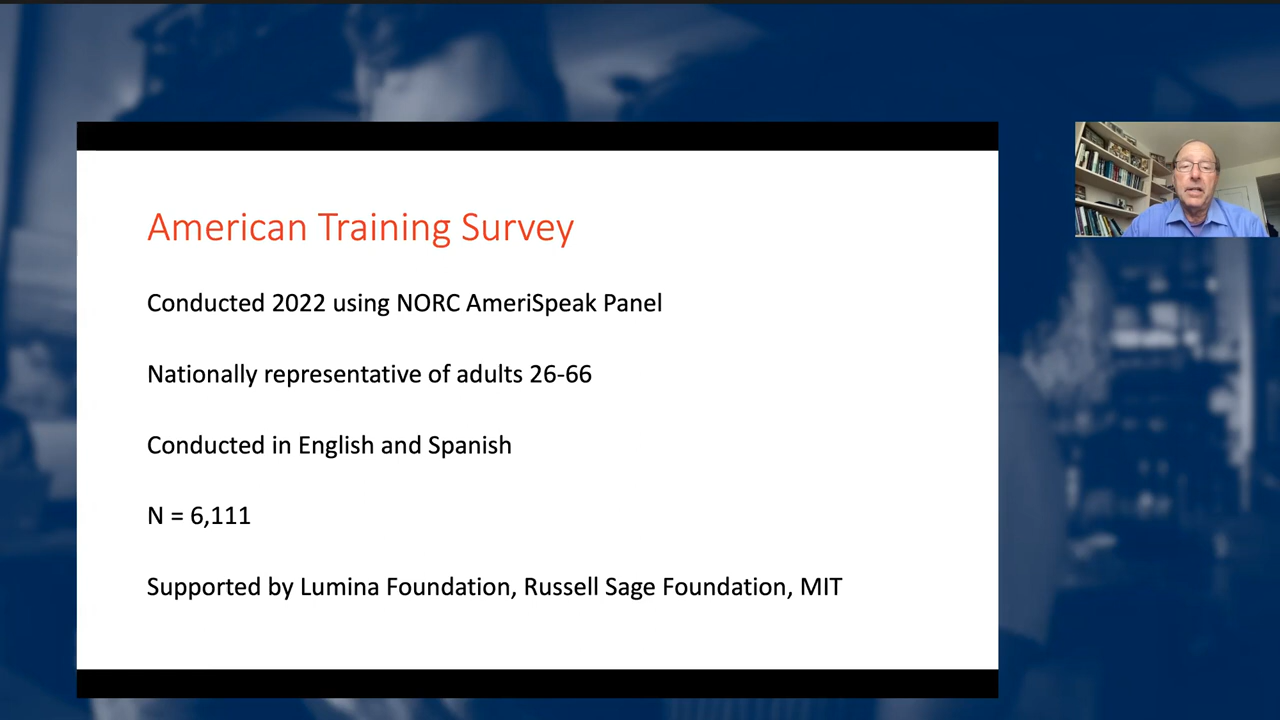 American Training Survey
Conducted 2022 using NORC AmeriSpeak Panel
Nationally representative of adults 26-66
Conducted in English and Spanish
N = 6,111
Supported by Lumina Foundation, Russell Sage Foundation, MIT